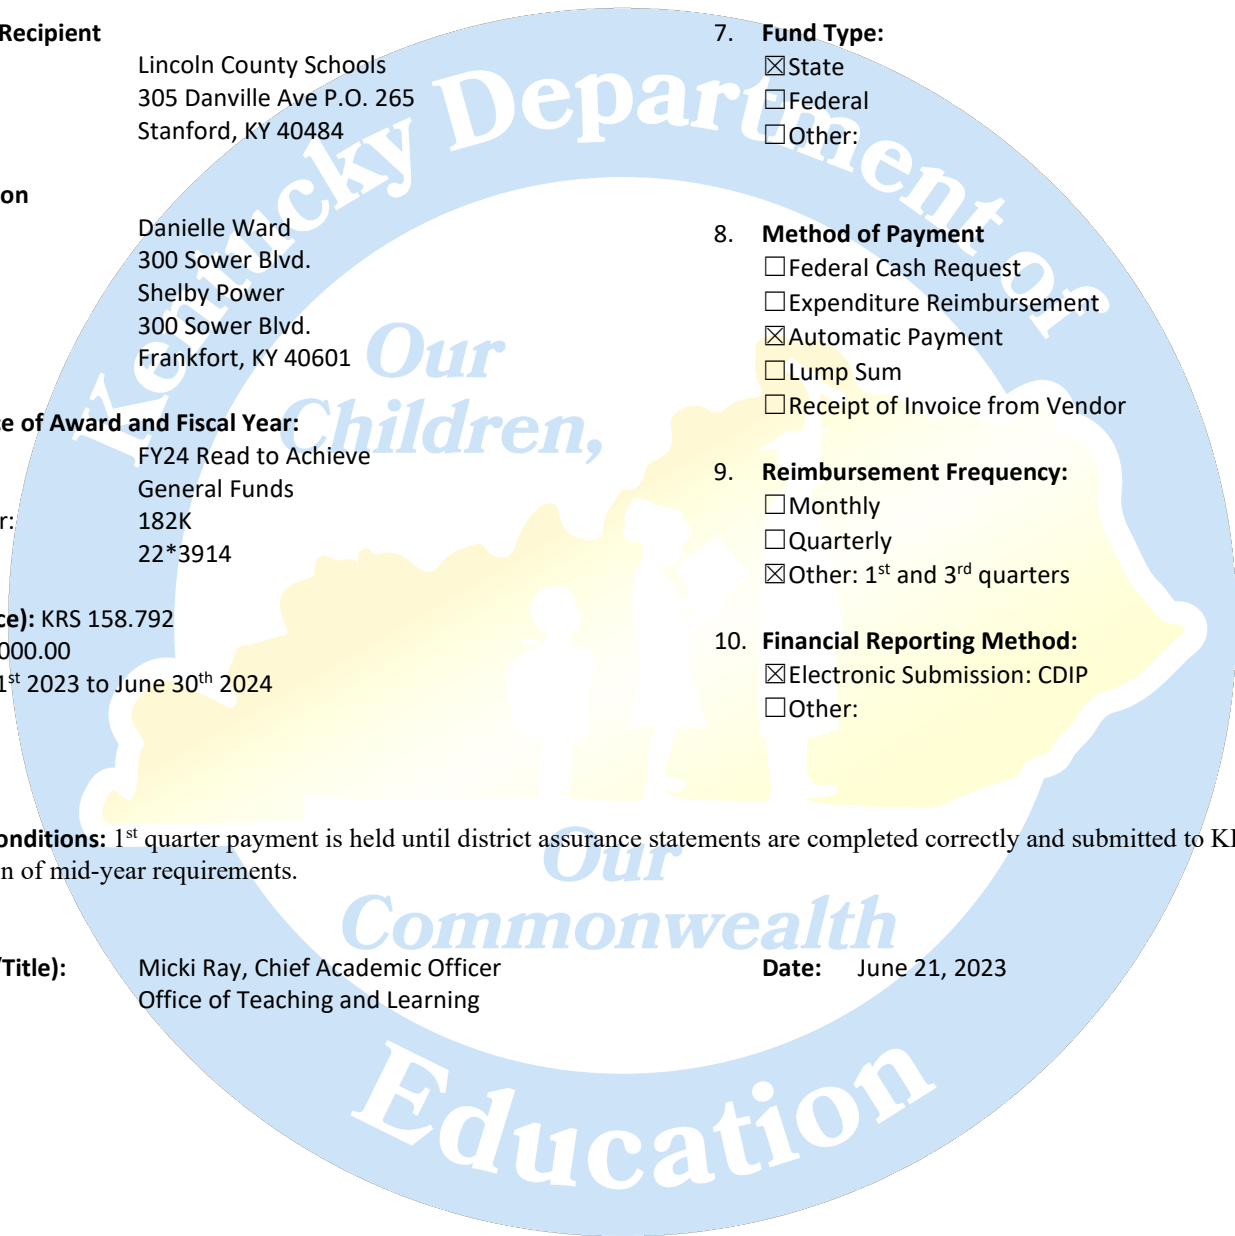 Recipient
Lincoln County Schools
305 Danville Ave P.O. 265
Stanford, KY 40484
on
Danielle Ward
300 Sower Blvd.
Shelby Power
300 Sower Blvd.
Frankfort, KY 40601
ce of Award and Fiscal Year:
FY24 Read to Achieve
General Funds
r: 182K
22*3914
ce): KRS 158.792
000.00
1st 2023 to June 30th 2024
7. Fund Type:
☒State
☐Federal
☐Other:
8. Method of Payment
☐Federal Cash Request
☐Expenditure Reimbursement
☒Automatic Payment
☐Lump Sum
☐Receipt of Invoice from Vendor
9. Reimbursement Frequency:
☐Monthly
☐Quarterly
☒Other: 1st and 3rd quarters
10. Financial Reporting Method:
☒Electronic Submission: CDIP
☐Other:
onditions: 1st quarter payment is held until district assurance statements are completed correctly and submitted to KI
n of mid-year requirements.
/Title): Micki Ray, Chief Academic Officer
Office of Teaching and Learning
Date: June 21, 2023
Kentucky Department of
Education
Our
Children,
Our
Commonwealth